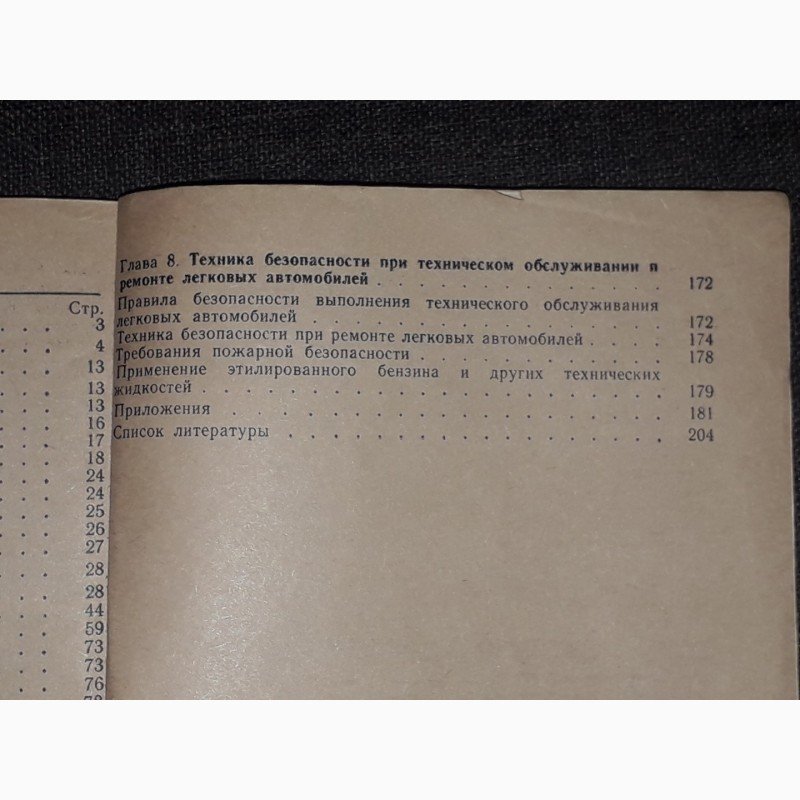 Стр.
3
4
13
13
13
16
17
18
24
24
25
26
27
28
28
44
59
73
73
76
Глава 8. Техника безопасности при техническом обслуживании и
ремонте легковых автомобилей . . . . . . . . . . . . . 172
Правила безопасности выполнения технического обслуживания
легковых автомобилей . . . . . . . . . . . . . . . . 172
Техника безопасности при ремонте легковых автомобилей . . . . 174
Требования пожарной безопасности . . . . . . . . . . . 178
Применение этилированного бензина и других технических
жидкостей . . . . . . . . . . . . . . . . . . . . 179
Приложения . . . . . . . . . . . . . . . . . . . 181
Список литературы . . . . . . . . . . . . . . . . . 204